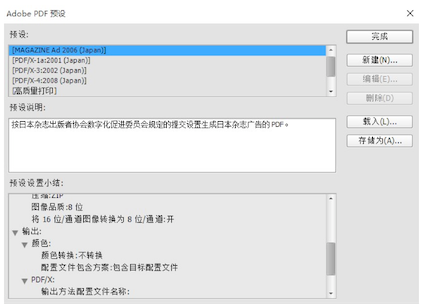 Adobe PDF 预设
预设:
[MAGAZINE Ad 2006 (Japan)]
[PDF/X-1a:2001 (Japan)]
[PDF/X-3:2002 (Japan)]
[PDF/X-4:2008 (Japan)]
[高质量打印]
预设说明:
按日本杂志出版者协会数字化促进委员会规定的提交设置生成日本杂志广告的 PDF。
预设设置小结:
压缩:ZIP
图像品质:8 位
将 16 位/通道图像转换为 8 位/通道:开
输出:
颜色:
颜色转换:不转换
配置文件包含方案:包含目标配置文件
PDF/X:
输出方法配置文件名称:
完成
新建(N)...
编辑(E)...
删除(D)
载入(L)...
存储为(A)...